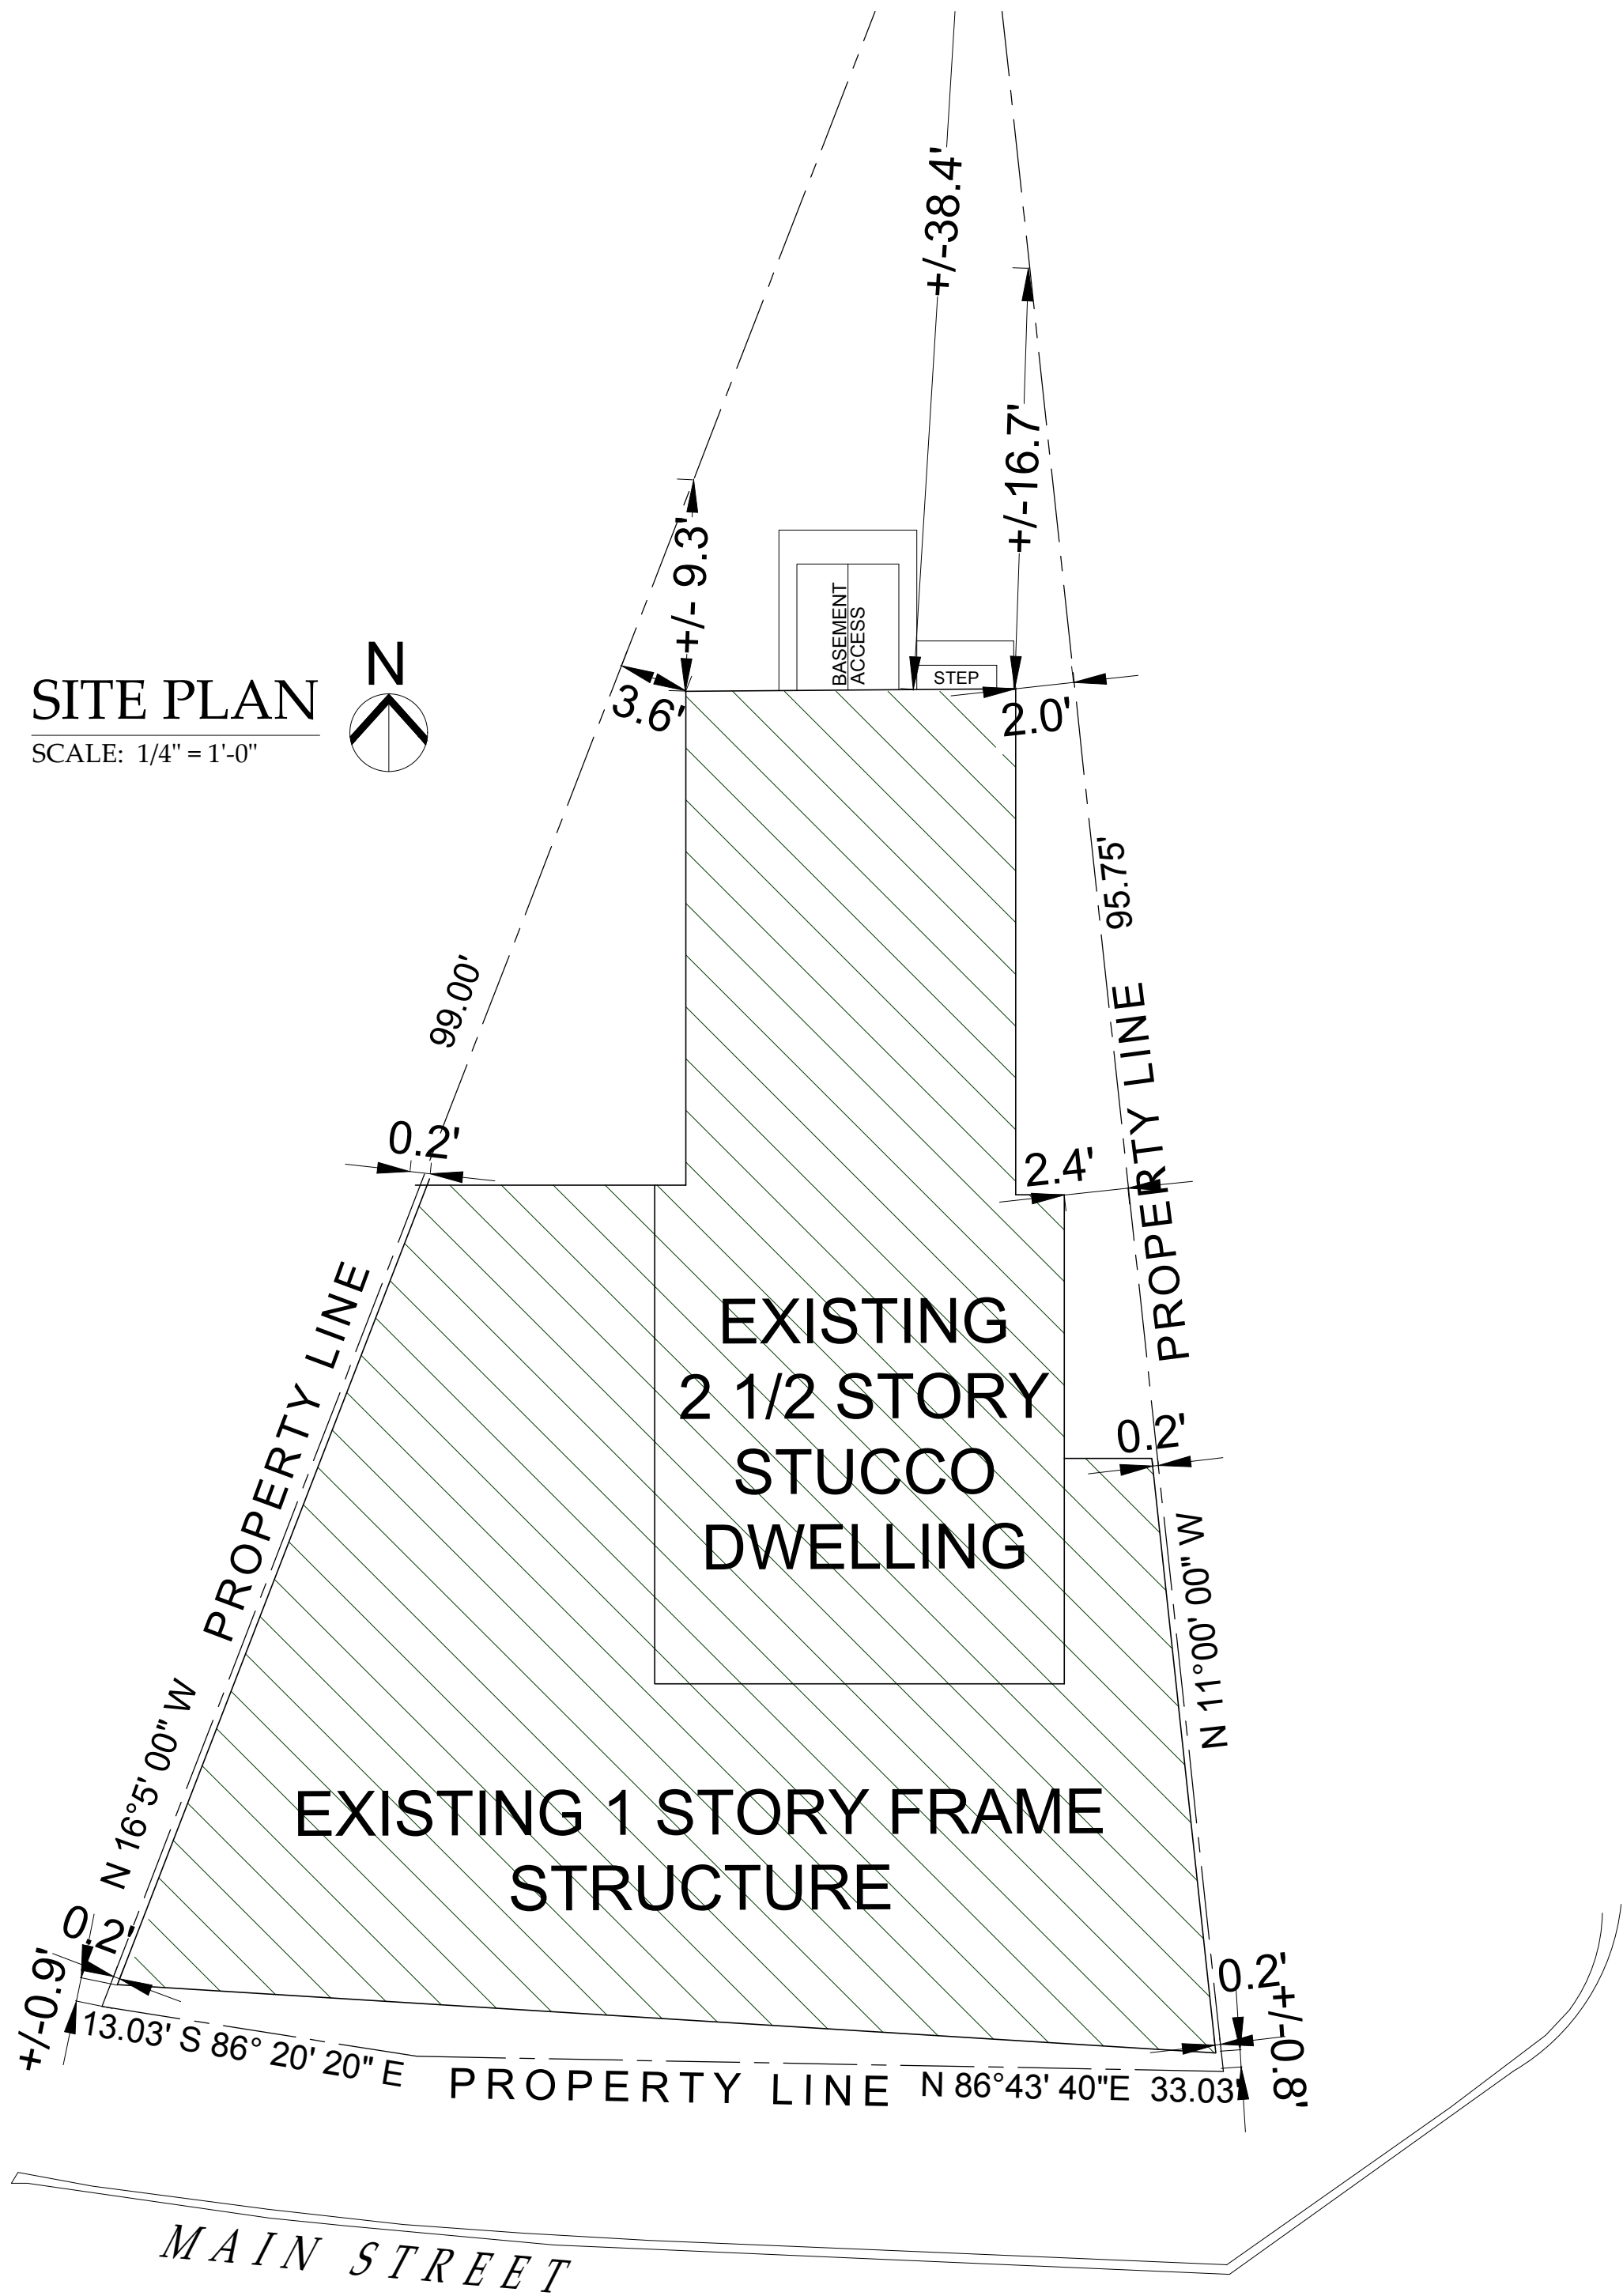 +/-38.4'
+/-16.7'
+/- 9.3'
BASEMENT
ACCESS
STEP
N
SITE PLAN
SCALE: 1/4" = 1'-0"
3.6'
2.0'
95.75'
99.00'
PROPERTY LINE
0.2'
2.4'
PROPERTY LINE
EXISTING
2 1/2 STORY
STUCCO
DWELLING
0.2'
N 11°00' 00" W
N 16°5' 00" W
EXISTING 1 STORY FRAME
STRUCTURE
0.2'
+/-0.9'
0.2'
+/-0.8'
13.03' S 86° 20' 20" E
PROPERTY LINE
N 86°43' 40"E 33.03'
MAIN STREET